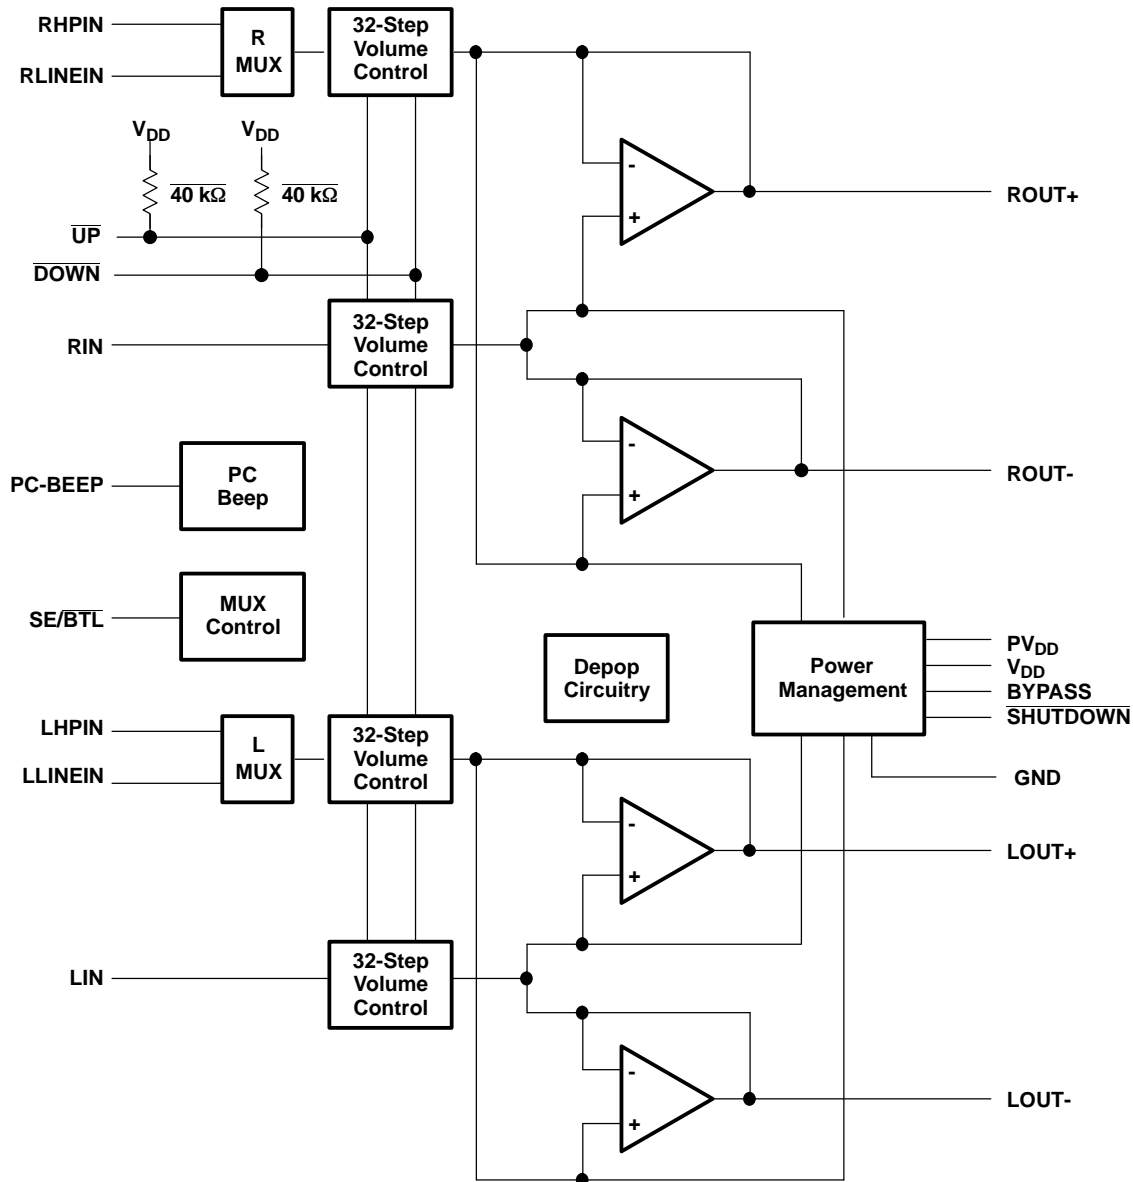 RHPIN
RLINEIN
R
MUX
32-Step
Volume
Control
VDD
VDD
40 kΩ
40 kΩ
UP
DOWN
-
+
ROUT+
RIN
32-Step
Volume
Control
-
+
ROUT-
PC-BEEP
PC
Beep
SE/BTL
MUX
Control
Depop
Circuitry
Power
Management
PVDD
VDD
BYPASS
SHUTDOWN
GND
LHPIN
LLINEIN
L
MUX
32-Step
Volume
Control
-
+
LOUT+
LIN
32-Step
Volume
Control
-
+
LOUT-